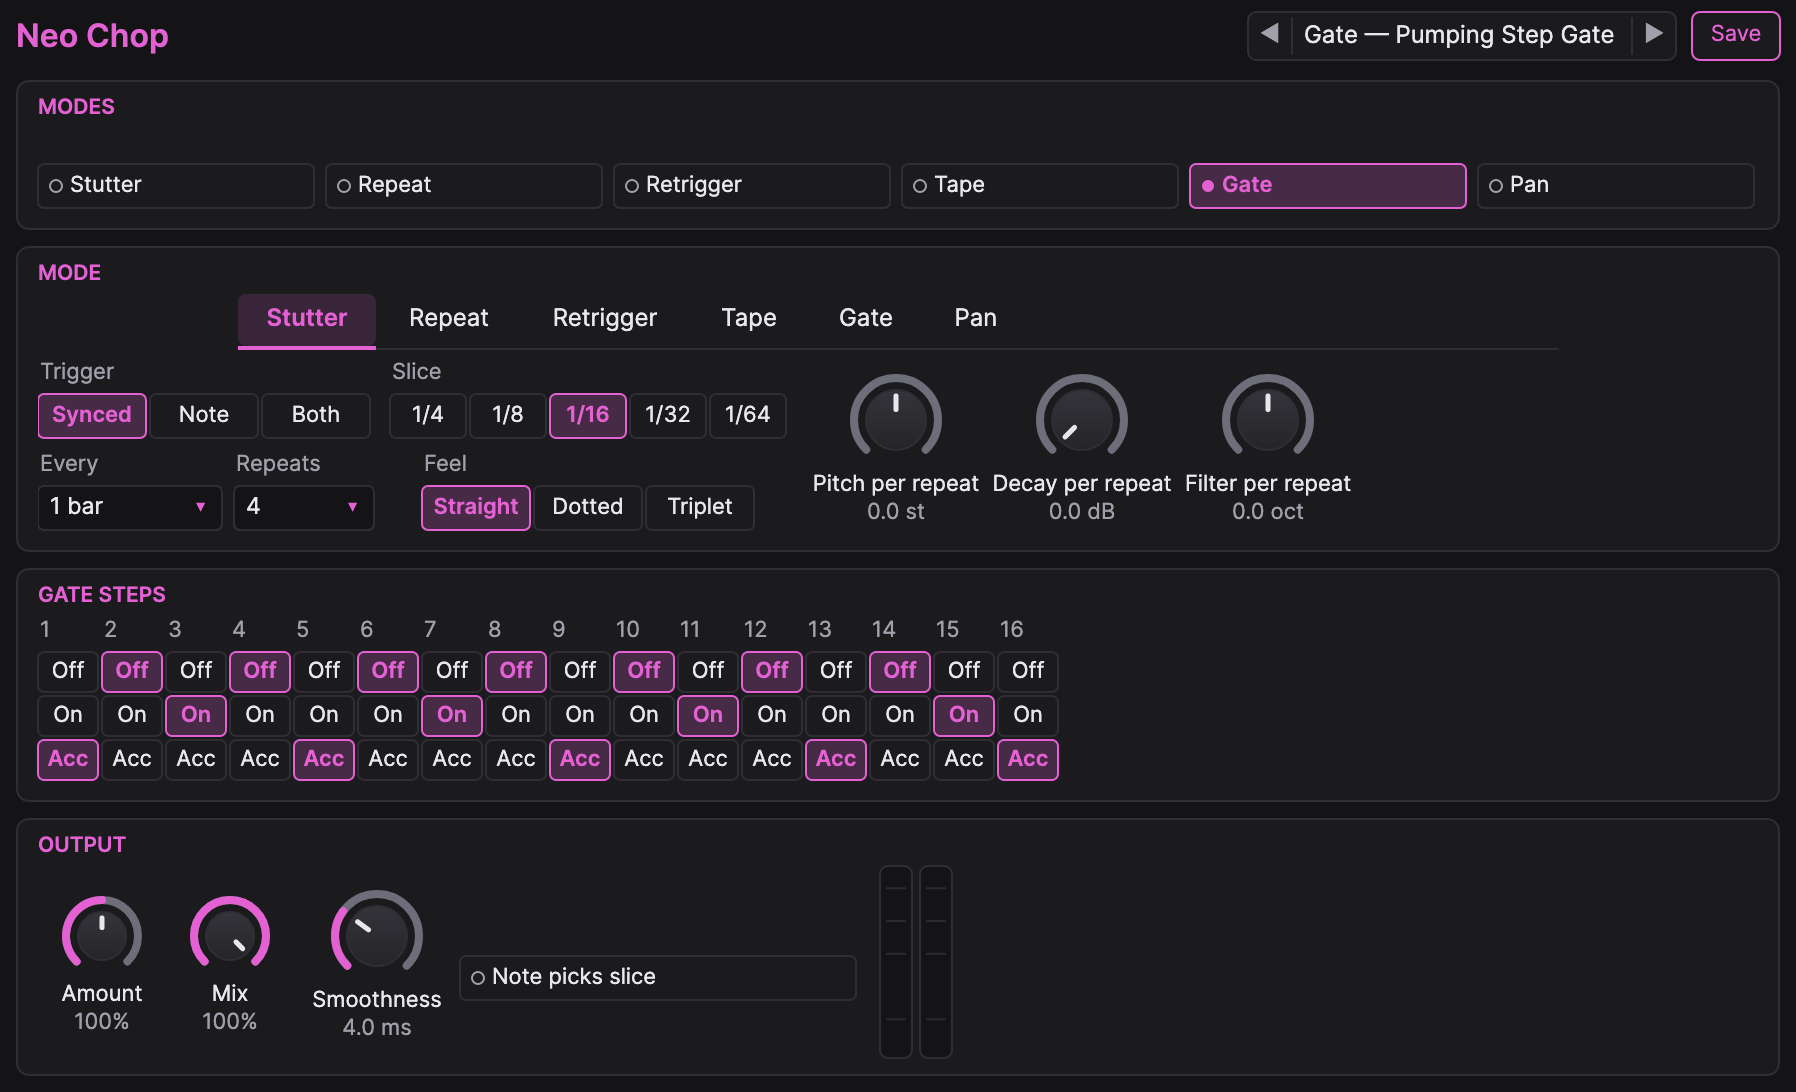 Neo Chop
Gate — Pumping Step Gate
Save
MODES
Stutter Repeat Retrigger Tape Gate Pan
MODE
Stutter Repeat Retrigger Tape Gate Pan
Trigger Slice
Synced Note Both 1/4 1/8 1/16 1/32 1/64
Every Repeats Feel
1 bar 4 Straight Dotted Triplet
Pitch per repeat Decay per repeat Filter per repeat
0.0 st 0.0 dB 0.0 oct
GATE STEPS
1 2 3 4 5 6 7 8 9 10 11 12 13 14 15 16
Off Off Off Off Off Off Off Off Off Off Off Off Off Off Off Off
On On On On On On On On On On On On On On On On
Acc Acc Acc Acc Acc Acc Acc Acc Acc Acc Acc Acc Acc Acc Acc Acc
OUTPUT
Amount Mix Smoothness
100% 100% 4.0 ms
Note picks slice